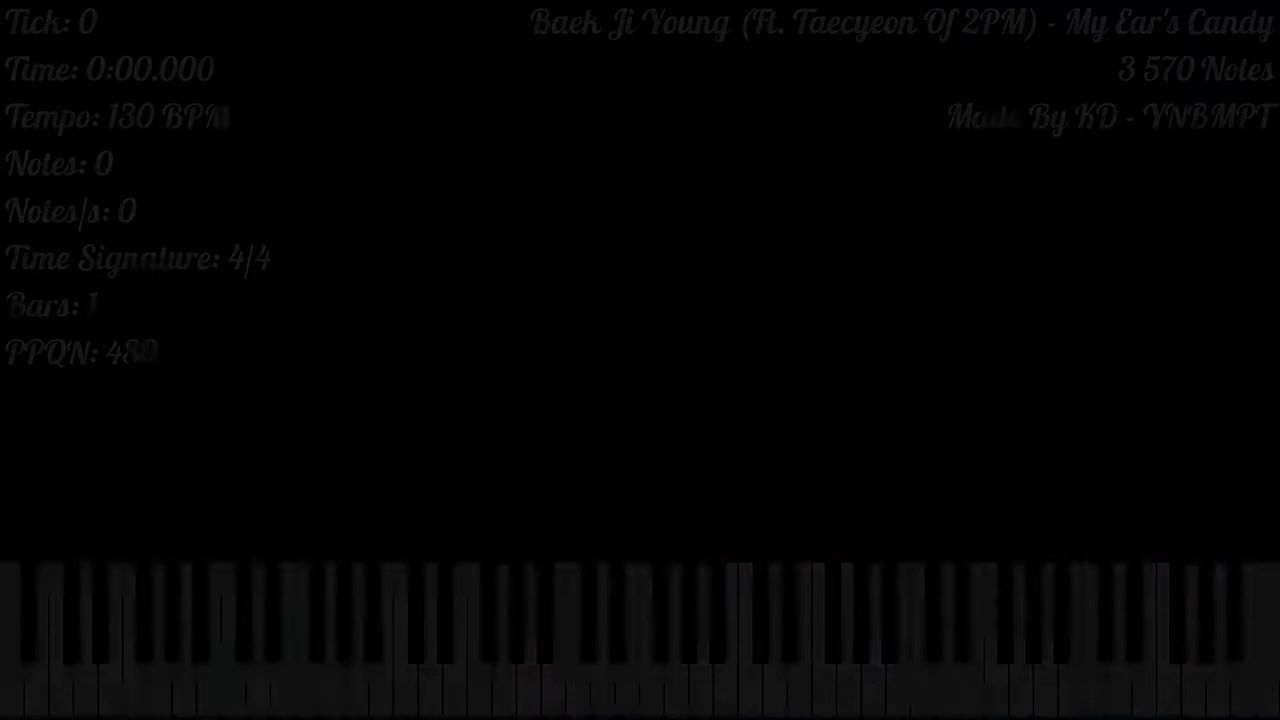 Tick: 0
Time: 0:00.000
Tempo: 130 BPM
Notes: 0
Notes/s: 0
Time Signature: 4/4
Bars: 1
PPQN: 480
Baek Ji Young (Ft. Taecyeon Of 2PM) - My Ear's Candy
3 570 Notes
Made By KD - YNBMPT